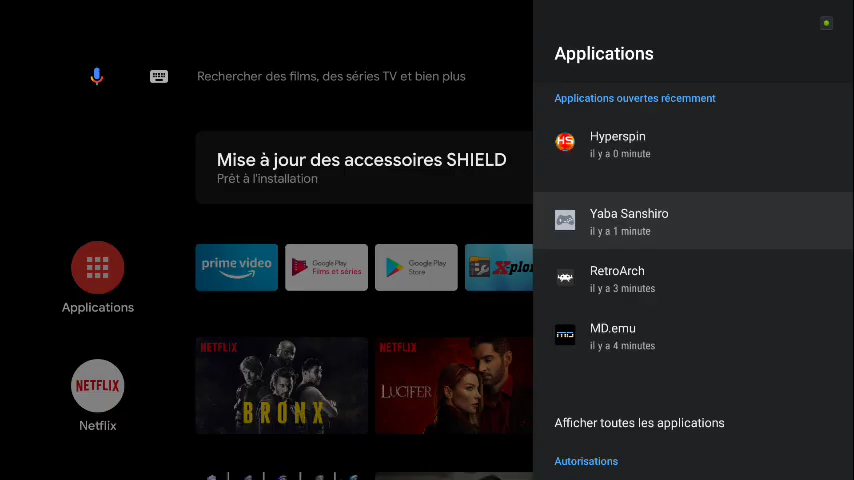 Rechercher des films, des séries TV et bien plus
Mise à jour des accessoires SHIELD
Prêt à l'installation
Applications
Netflix
NETFLIX
prime video
Google Play
Films et séries
Google Play
Store
NETFLIX
BRONX
NETFLIX
LUCIFER
Applications
Applications ouvertes récemment
HS
Hyperspin
il y a 0 minute
Yaba Sanshiro
il y a 1 minute
RetroArch
il y a 3 minutes
MD.emu
il y a 4 minutes
Afficher toutes les applications
Autorisations